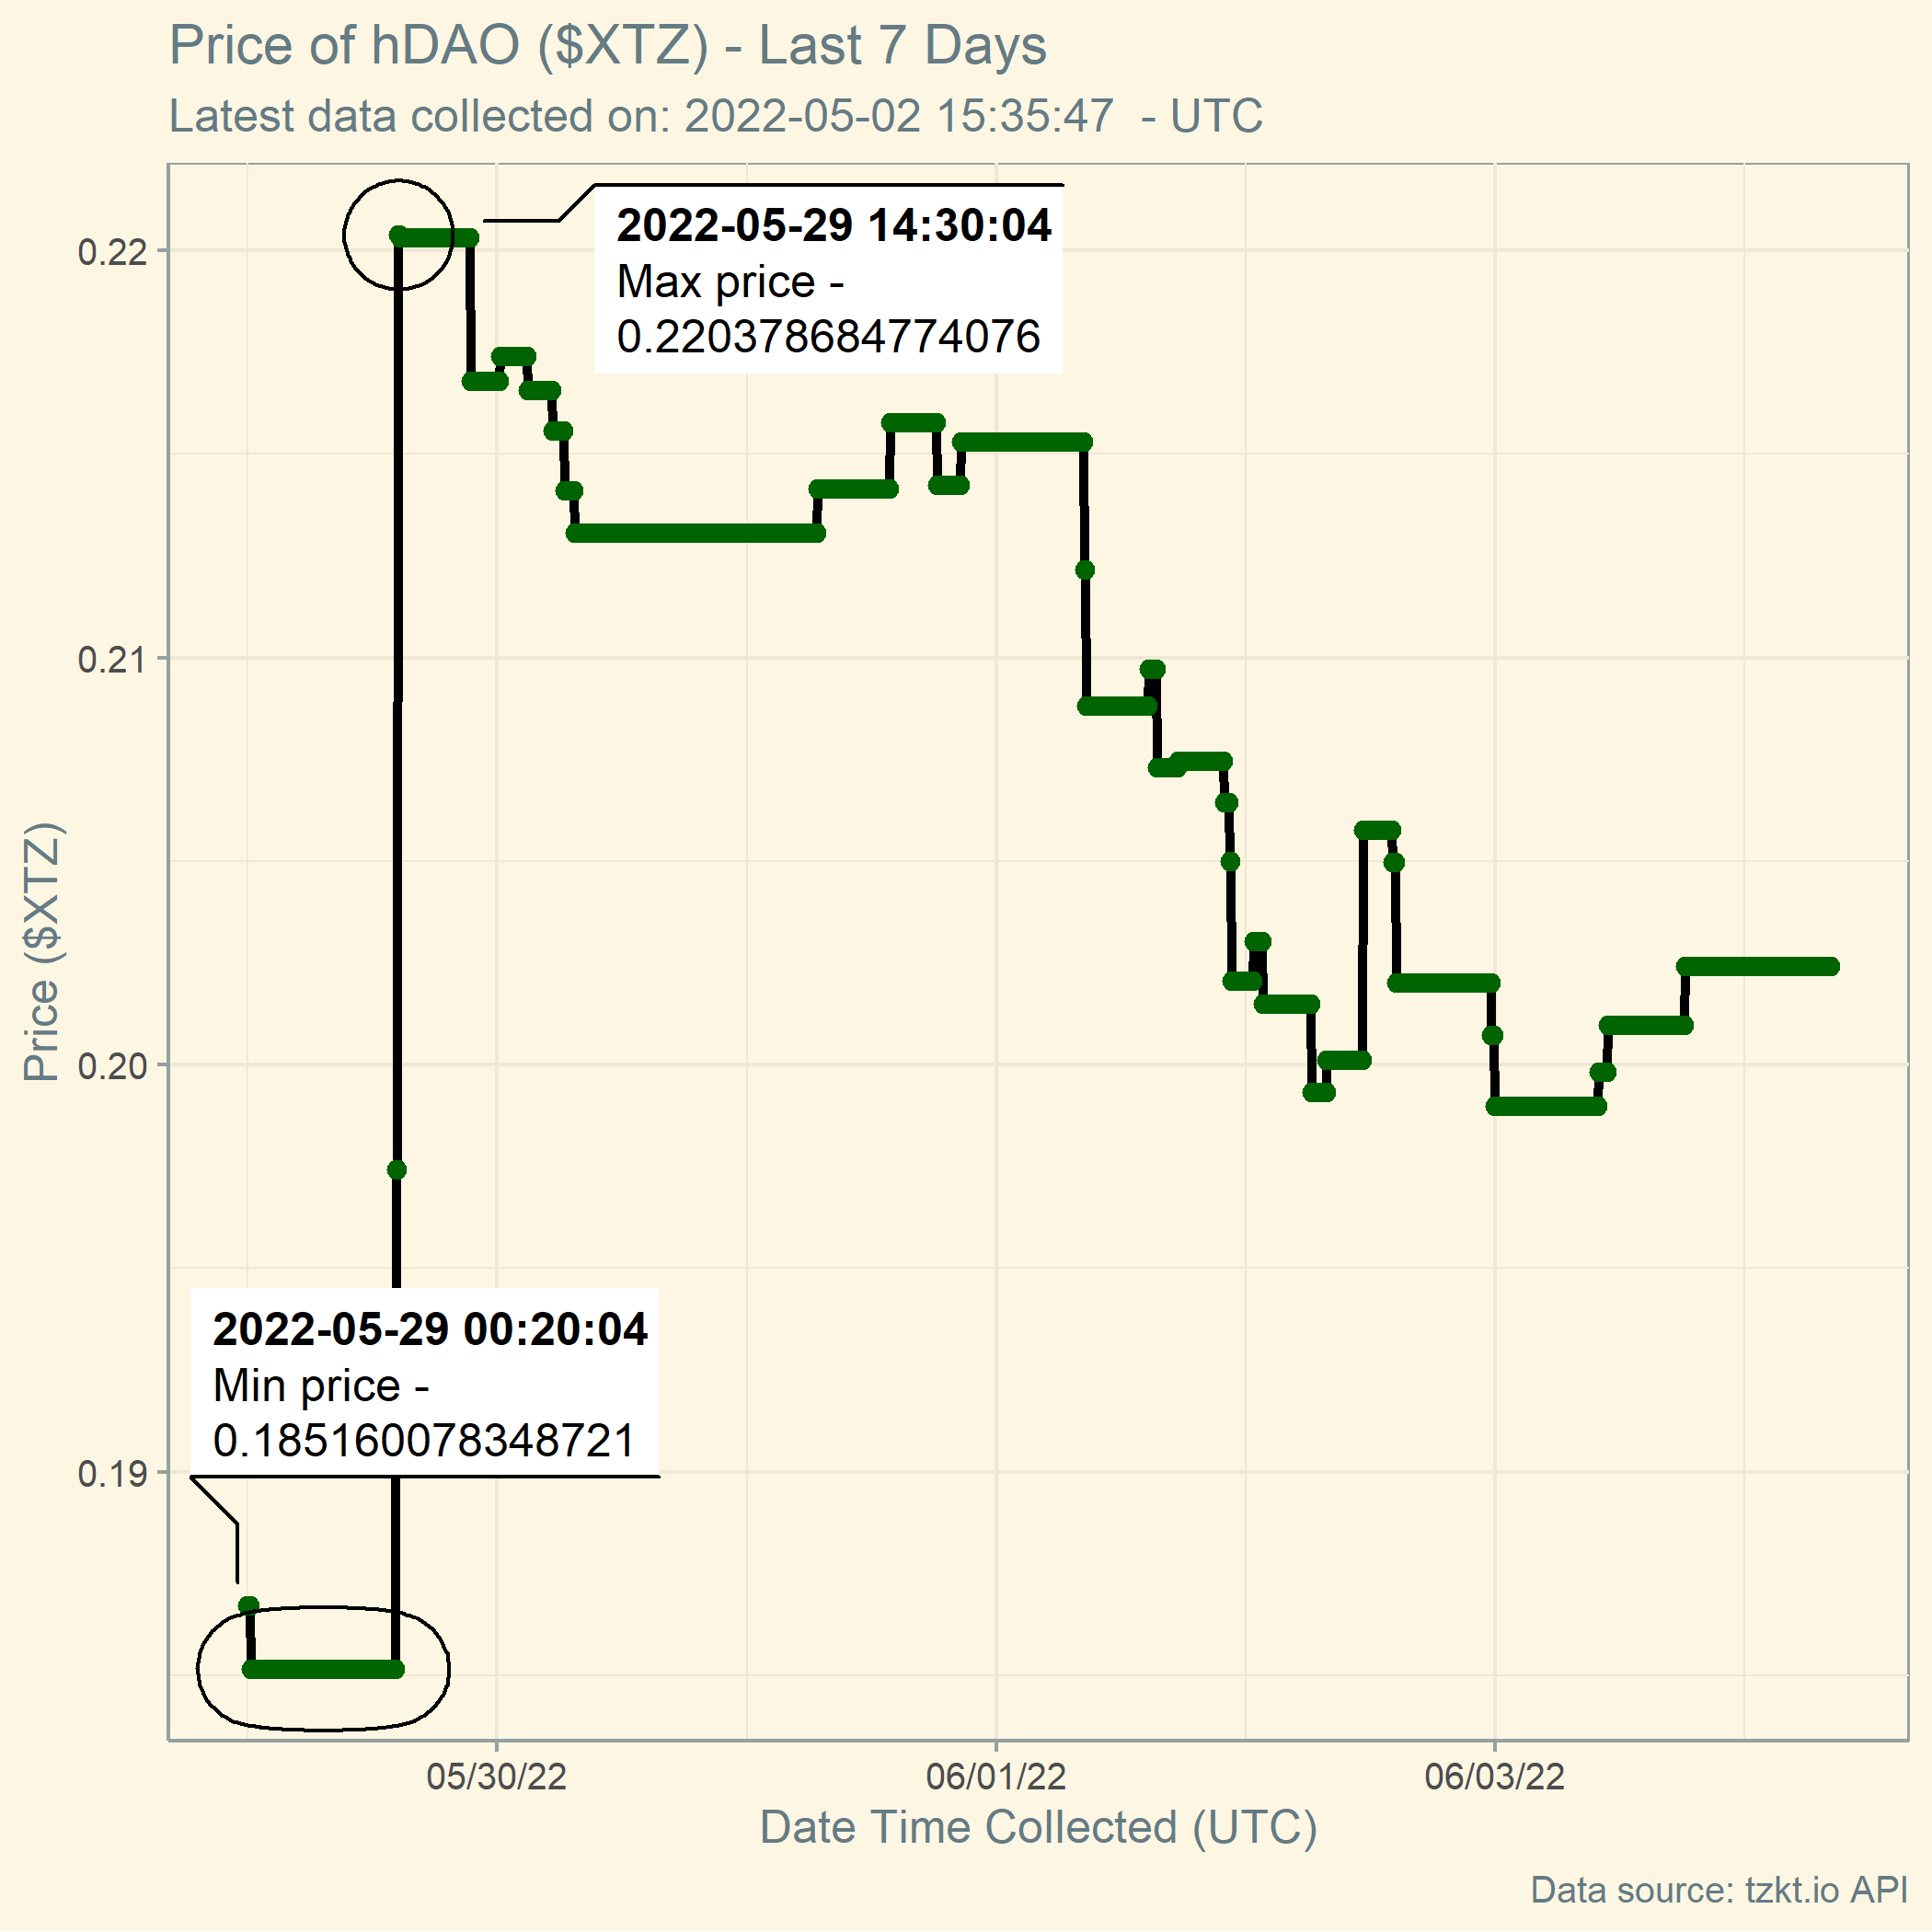 Price of hDAO ($XTZ) - Last 7 Days
Latest data collected on: 2022-05-02 15:35:47  - UTC
2022-05-29 14:30:04
Max price -
0.220378684774076
0.22
0.21
0.20
0.19
Price ($XTZ)
2022-05-29 00:20:04
Min price -
0.185160078348721
05/30/22
06/01/22
06/03/22
Date Time Collected (UTC)
Data source: tzkt.io API